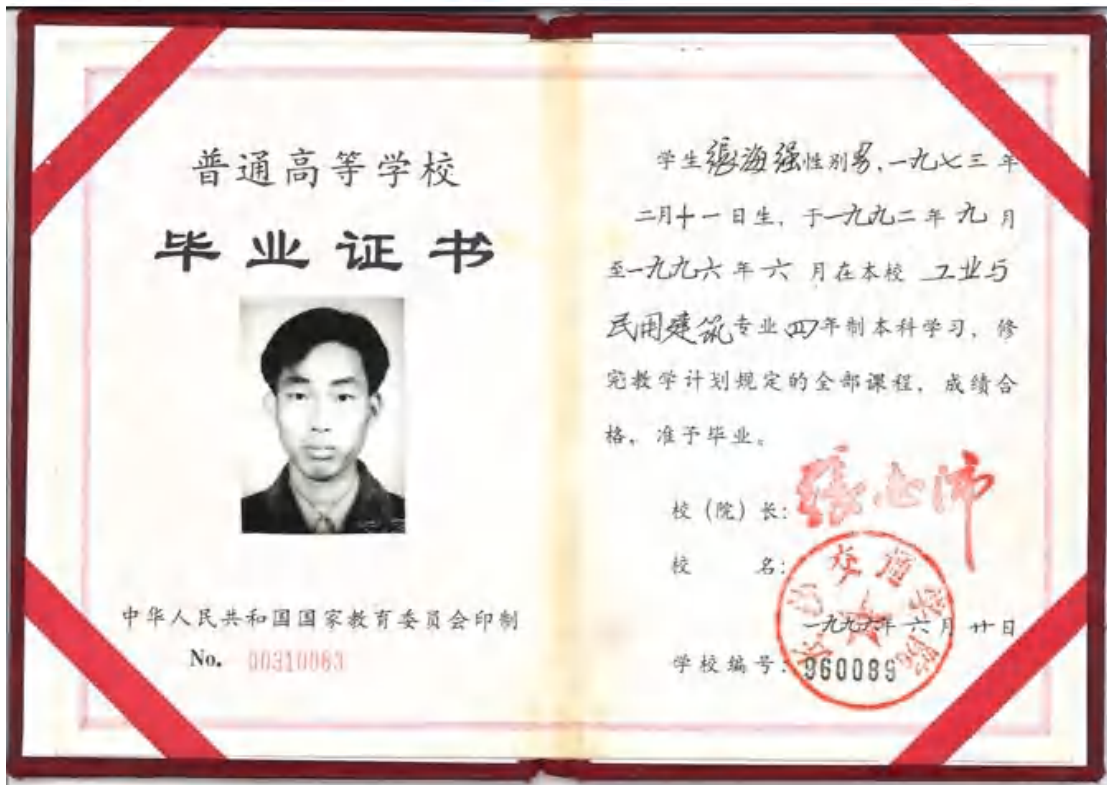 普通高等学校
毕业证书
中华人民共和国国家教育委员会印制
No. 00310083
学生張海强性别男,一九七三年
二月十一日生,于一九九二年九月
至一九九六年六月在本校 工业与
民用建筑专业四年制本科学习,修
完教学计划规定的全部课程,成绩合
格,准予毕业。
校(院)长:
校 名:
交通学院
一九九六年六月廿日
学校编号:960089